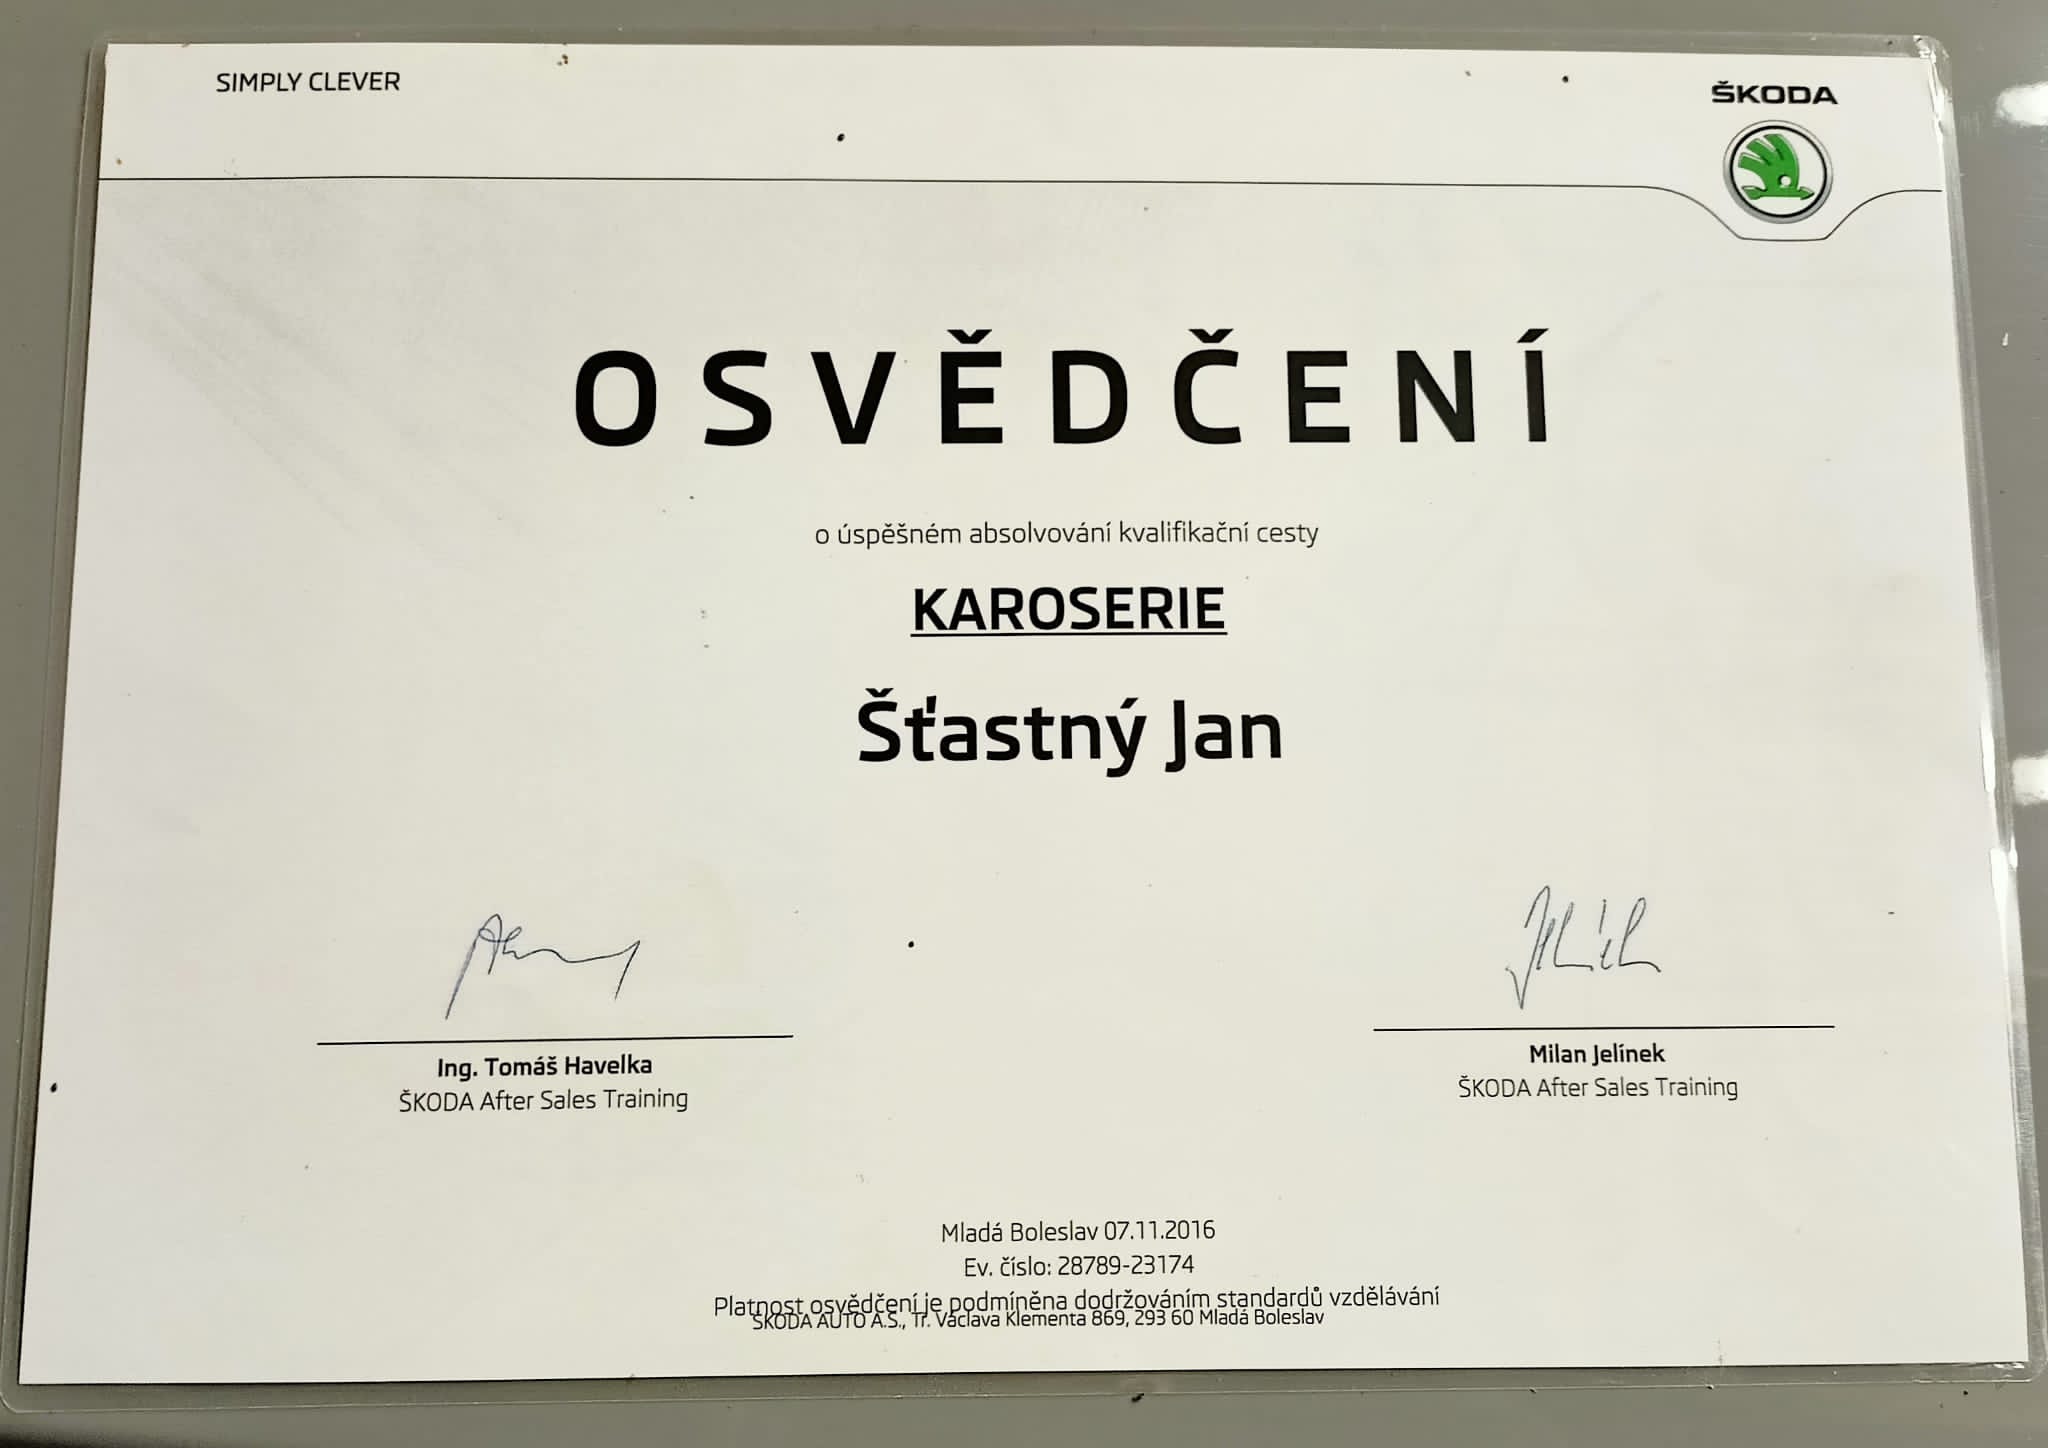 SIMPLY CLEVER
ŠKODA
OSVĚDČENÍ
o úspěšném absolvování kvalifikační cesty
KAROSERIE
Šťastný Jan
Ing. Tomáš Havelka
ŠKODA After Sales Training
Milan Jelínek
ŠKODA After Sales Training
Mladá Boleslav 07.11.2016
Ev. číslo: 28789-23174
Platnost osvědčení je podmíněna dodržováním standardů vzdělávání
ŠKODA AUTO A.S., Tř. Václava Klementa 869, 293 60 Mladá Boleslav